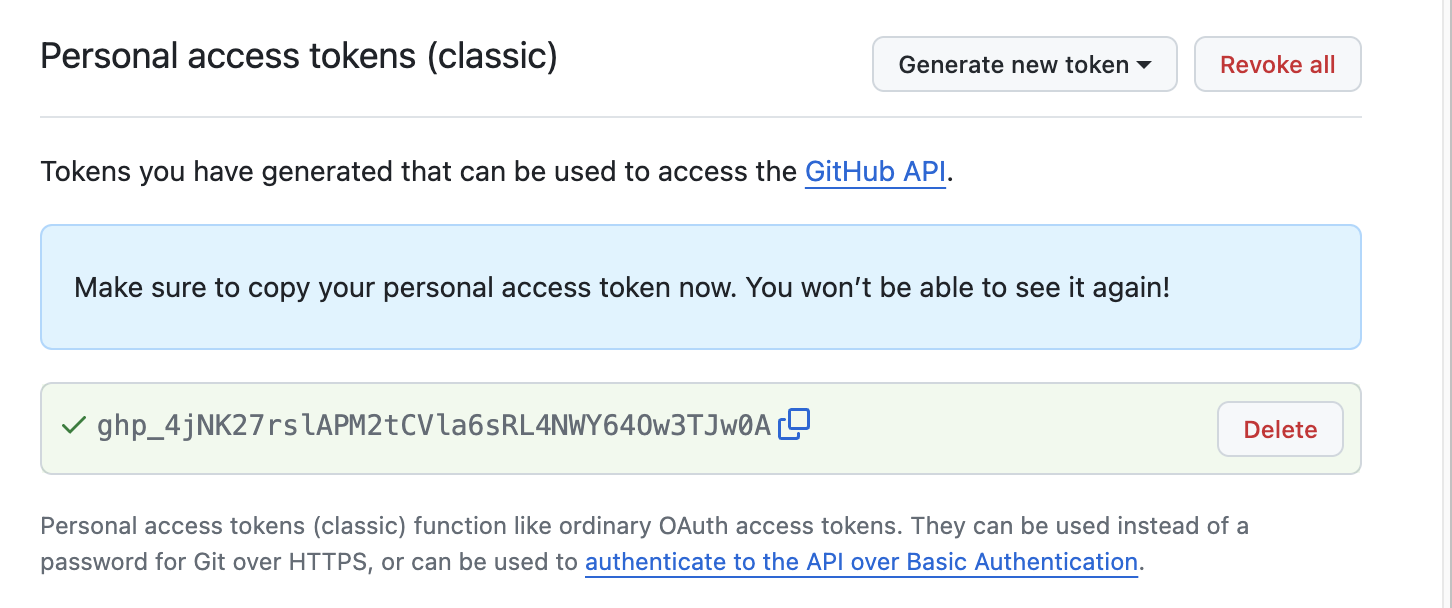 Personal access tokens (classic)
Generate new token
Revoke all
Tokens you have generated that can be used to access the GitHub API.
Make sure to copy your personal access token now. You won’t be able to see it again!
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
Delete
Personal access tokens (classic) function like ordinary OAuth access tokens. They can be used instead of a
password for Git over HTTPS, or can be used to authenticate to the API over Basic Authentication.